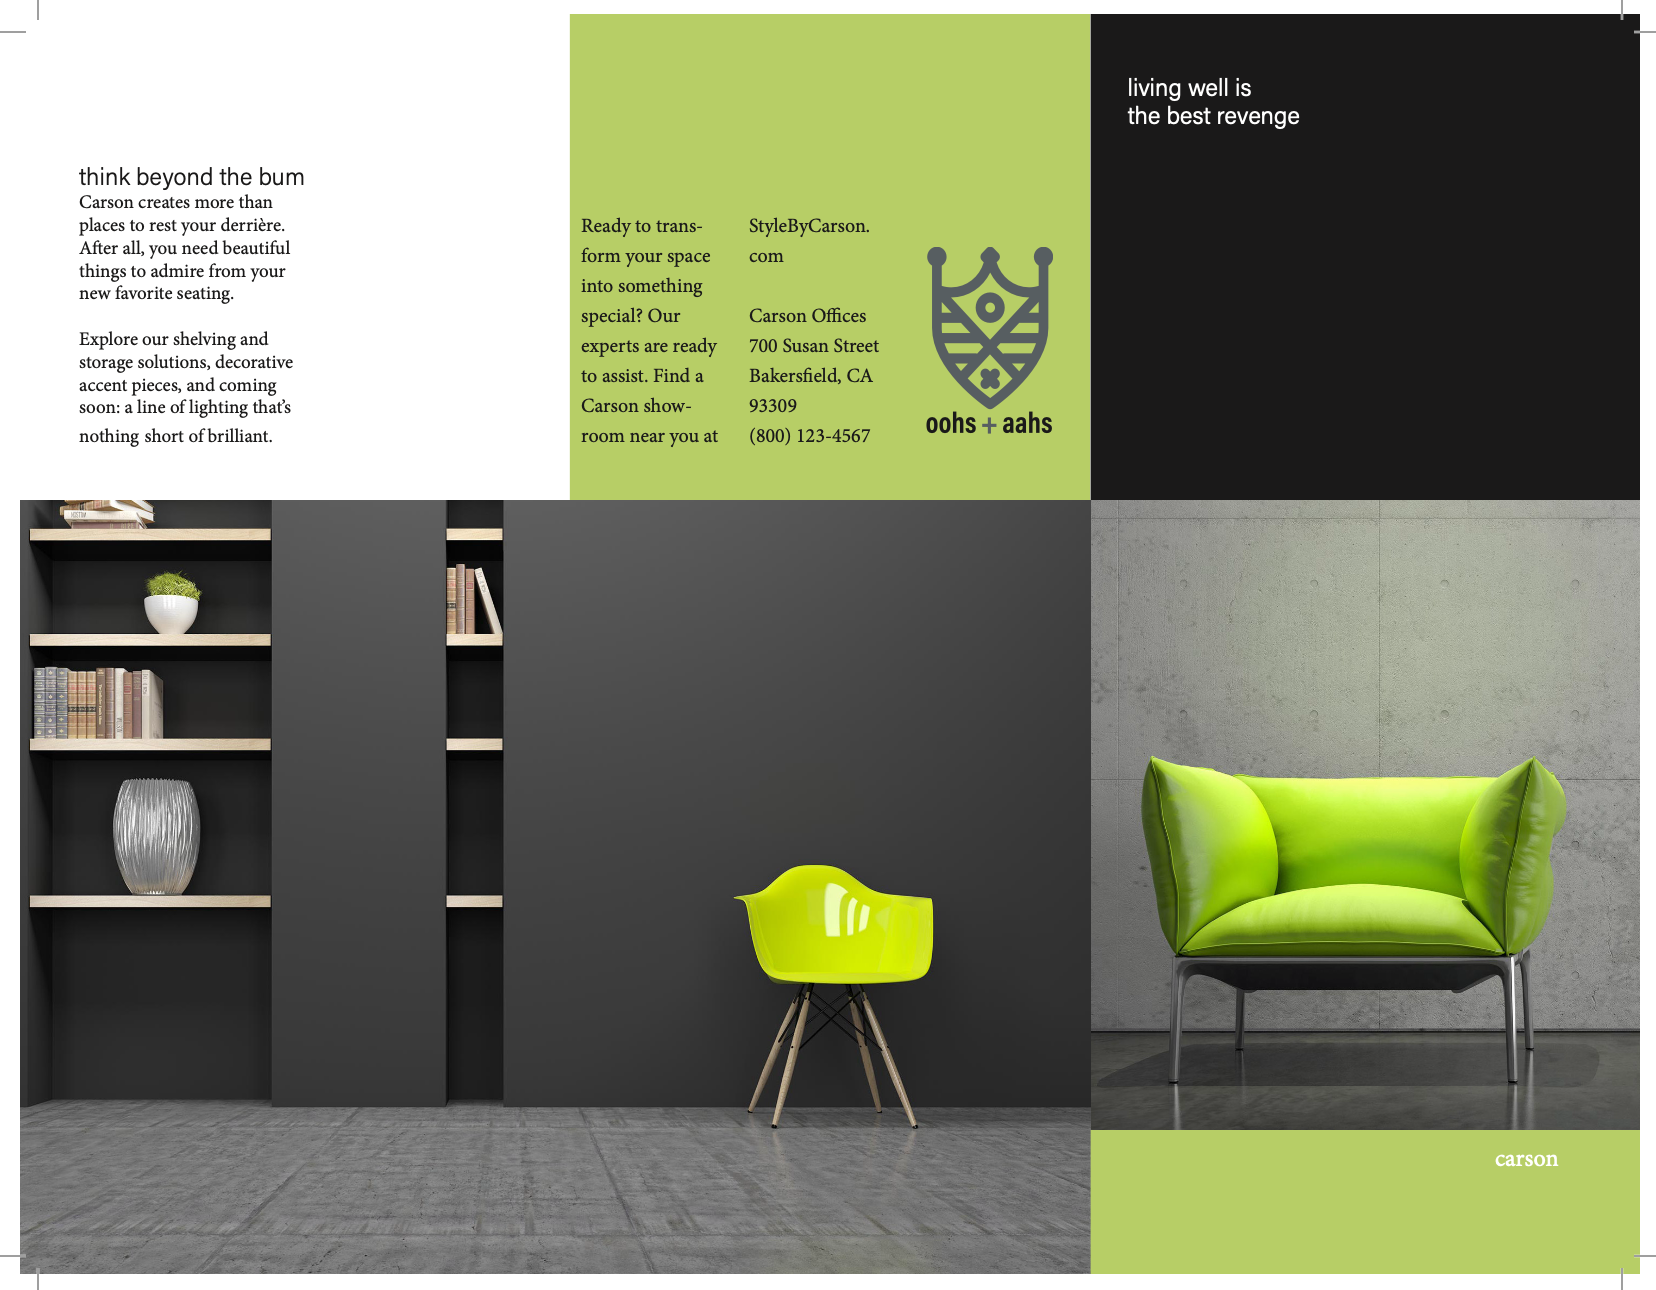 think beyond the bum
Carson creates more than
places to rest your derrière.
After all, you need beautiful
things to admire from your
new favorite seating.
Explore our shelving and
storage solutions, decorative
accent pieces, and coming
soon: a line of lighting that's
nothing short of brilliant.
Ready to trans-
form your space
into something
special? Our
experts are ready
to assist. Find a
Carson show-
room near you at
StyleByCarson.
com
Carson Offices
700 Susan Street
Bakersfield, CA
93309
(800) 123-4567
oohs + aahs
living well is
the best revenge
carson